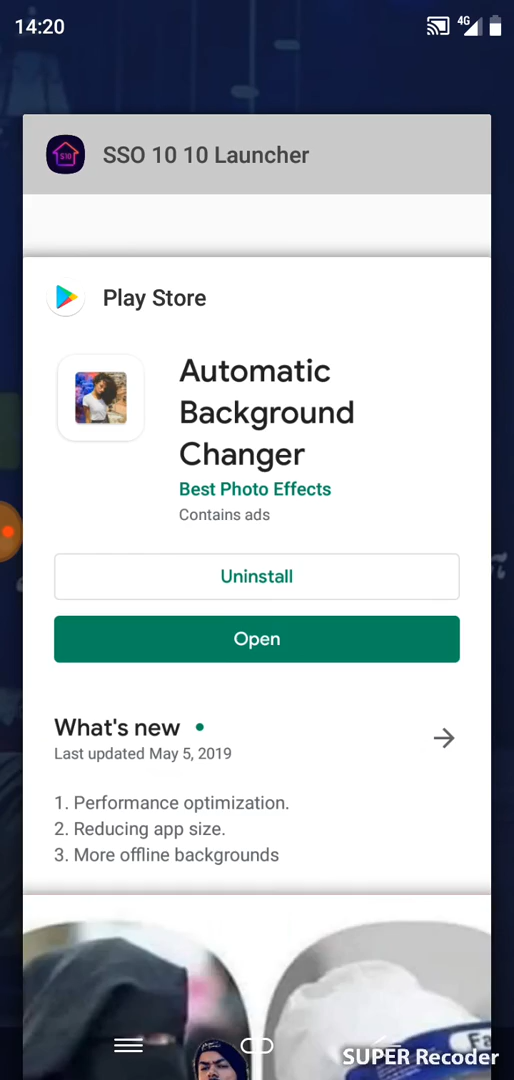 14:20
4G
S10
SSO 10 10 Launcher
Play Store
Automatic
Background
Changer
Best Photo Effects
Contains ads
Uninstall
Open
What's new
Last updated May 5, 2019
1. Performance optimization.
2. Reducing app size.
3. More offline backgrounds
SUPER Recoder